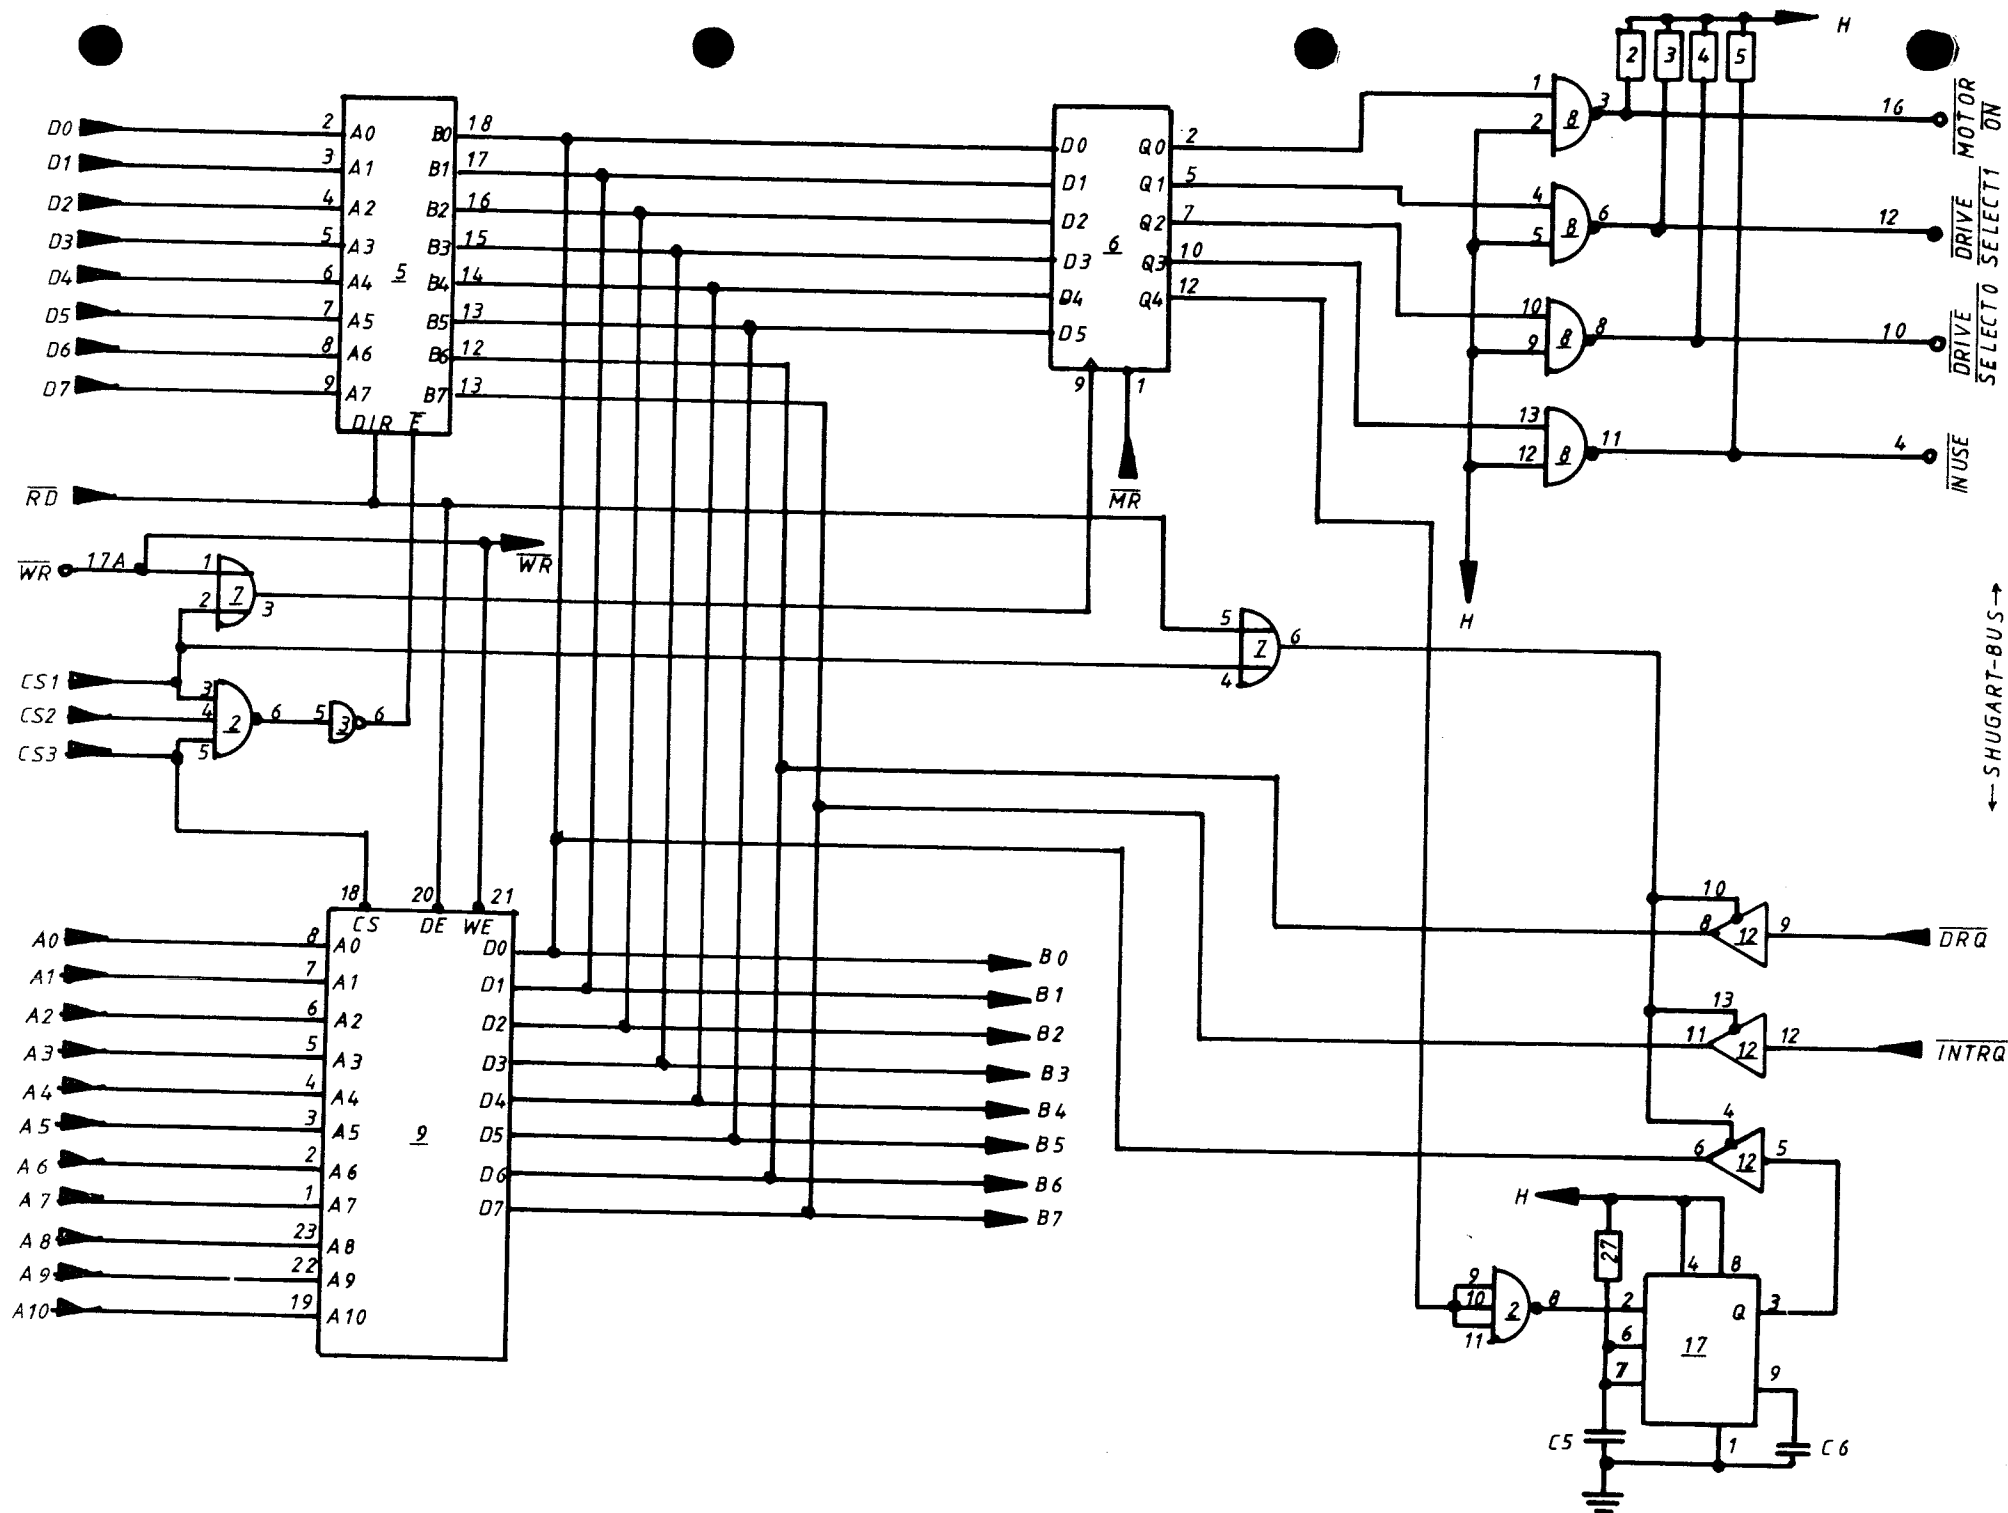 H
2 3 4 5
D0 2 A0 B0 18
D1 3 A1 B1 17
D2 4 A2 B2 16
D3 5 A3 B3 15
D4 6 A4 B4 14
D5 7 A5 B5 13
D6 8 A6 B6 12
D7 9 A7 B7 13
5
DIR E
D0 Q0 2
D1 Q1 5
D2 Q2 7
D3 Q3 10
D4 Q4 12
D5
6
9 1
MR
1 2 8 3 16 MOTOR ON
4 5 8 6 12 DRIVE SELECT1
10 9 8 8 10 DRIVE SELECT0
13 12 8 11 4 INUSE
H
RD
WR 17A 1 2 7 3
WR
5 4 7 6
CS1 3
CS2 4 2 6 5 3 6
CS3 5
←SHUGART-BUS→
18 20 21
CS DE WE
A0 8 A0 D0 B0
A1 7 A1 D1 B1
A2 6 A2 D2 B2
A3 5 A3 D3 B3
A4 4 A4 D4 B4
A5 3 A5 D5 B5
A6 2 A6 D6 B6
A7 1 A7 D7 B7
A8 23 A8
A9 22 A9
A10 19 A10
9
10 8 12 9 DRQ
13 11 12 12 INTRQ
4 6 12 5
H
27
4 8
9 10 11 2 8 2 Q 3
6
7
17
9
1
C5 C6